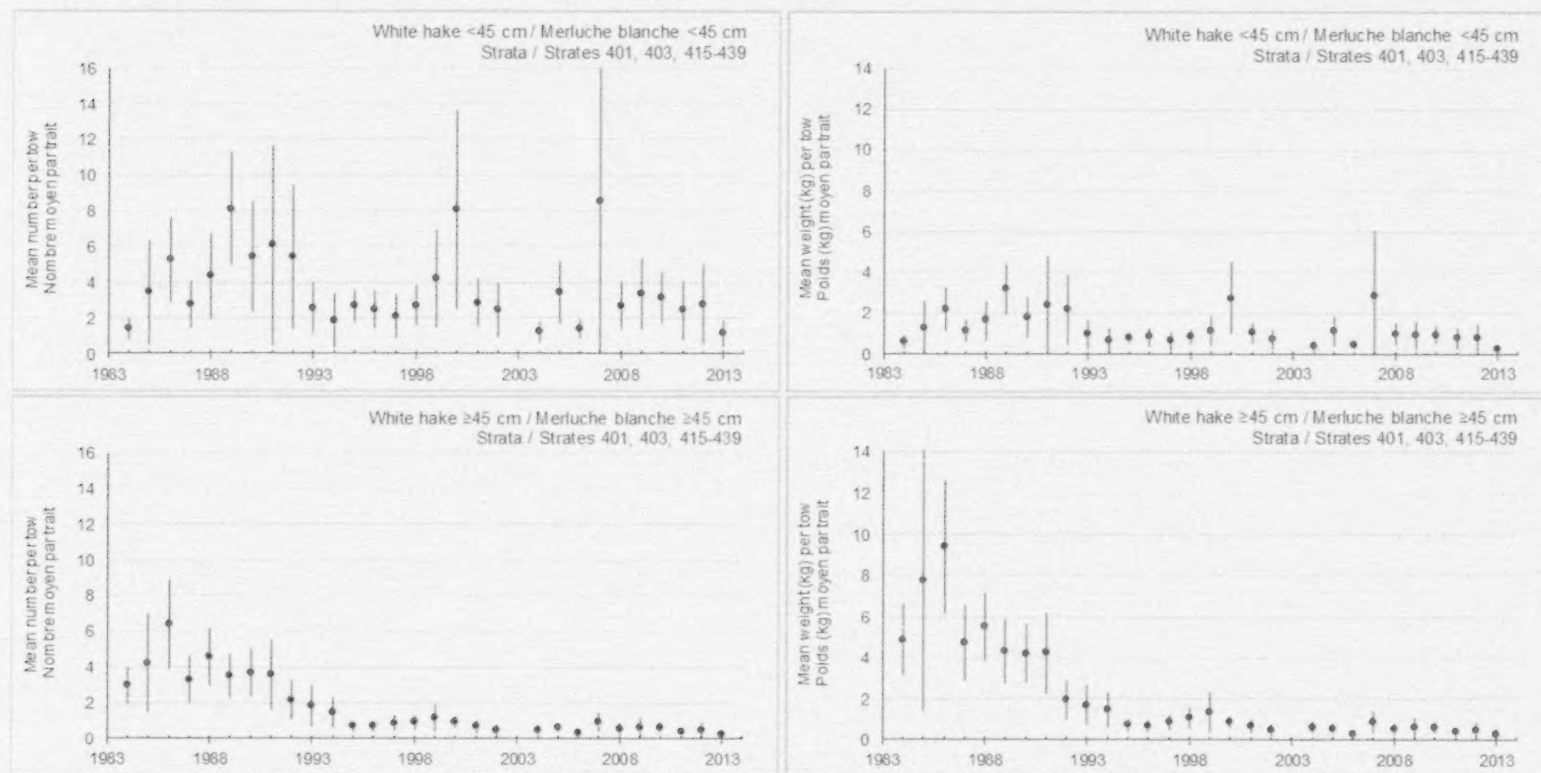 White hake <45 cm / Merluche blanche <45 cm
Strata / Strates 401, 403, 415-439
Mean number per tow
Nombre moyen par trait
16
14
12
10
8
6
4
2
0
1983 1988 1993 1998 2003 2008 2013
White hake <45 cm / Merluche blanche <45 cm
Strata / Strates 401, 403, 415-439
Mean weight (kg) per tow
Poids (kg) moyen par trait
14
12
10
8
6
4
2
0
1983 1988 1993 1998 2003 2008 2013
White hake ≥45 cm / Merluche blanche ≥45 cm
Strata / Strates 401, 403, 415-439
Mean number per tow
Nombre moyen par trait
16
14
12
10
8
6
4
2
0
1983 1988 1993 1998 2003 2008 2013
White hake ≥45 cm / Merluche blanche ≥45 cm
Strata / Strates 401, 403, 415-439
Mean weight (kg) per tow
Poids (kg) moyen par trait
14
12
10
8
6
4
2
0
1983 1988 1993 1998 2003 2008 2013